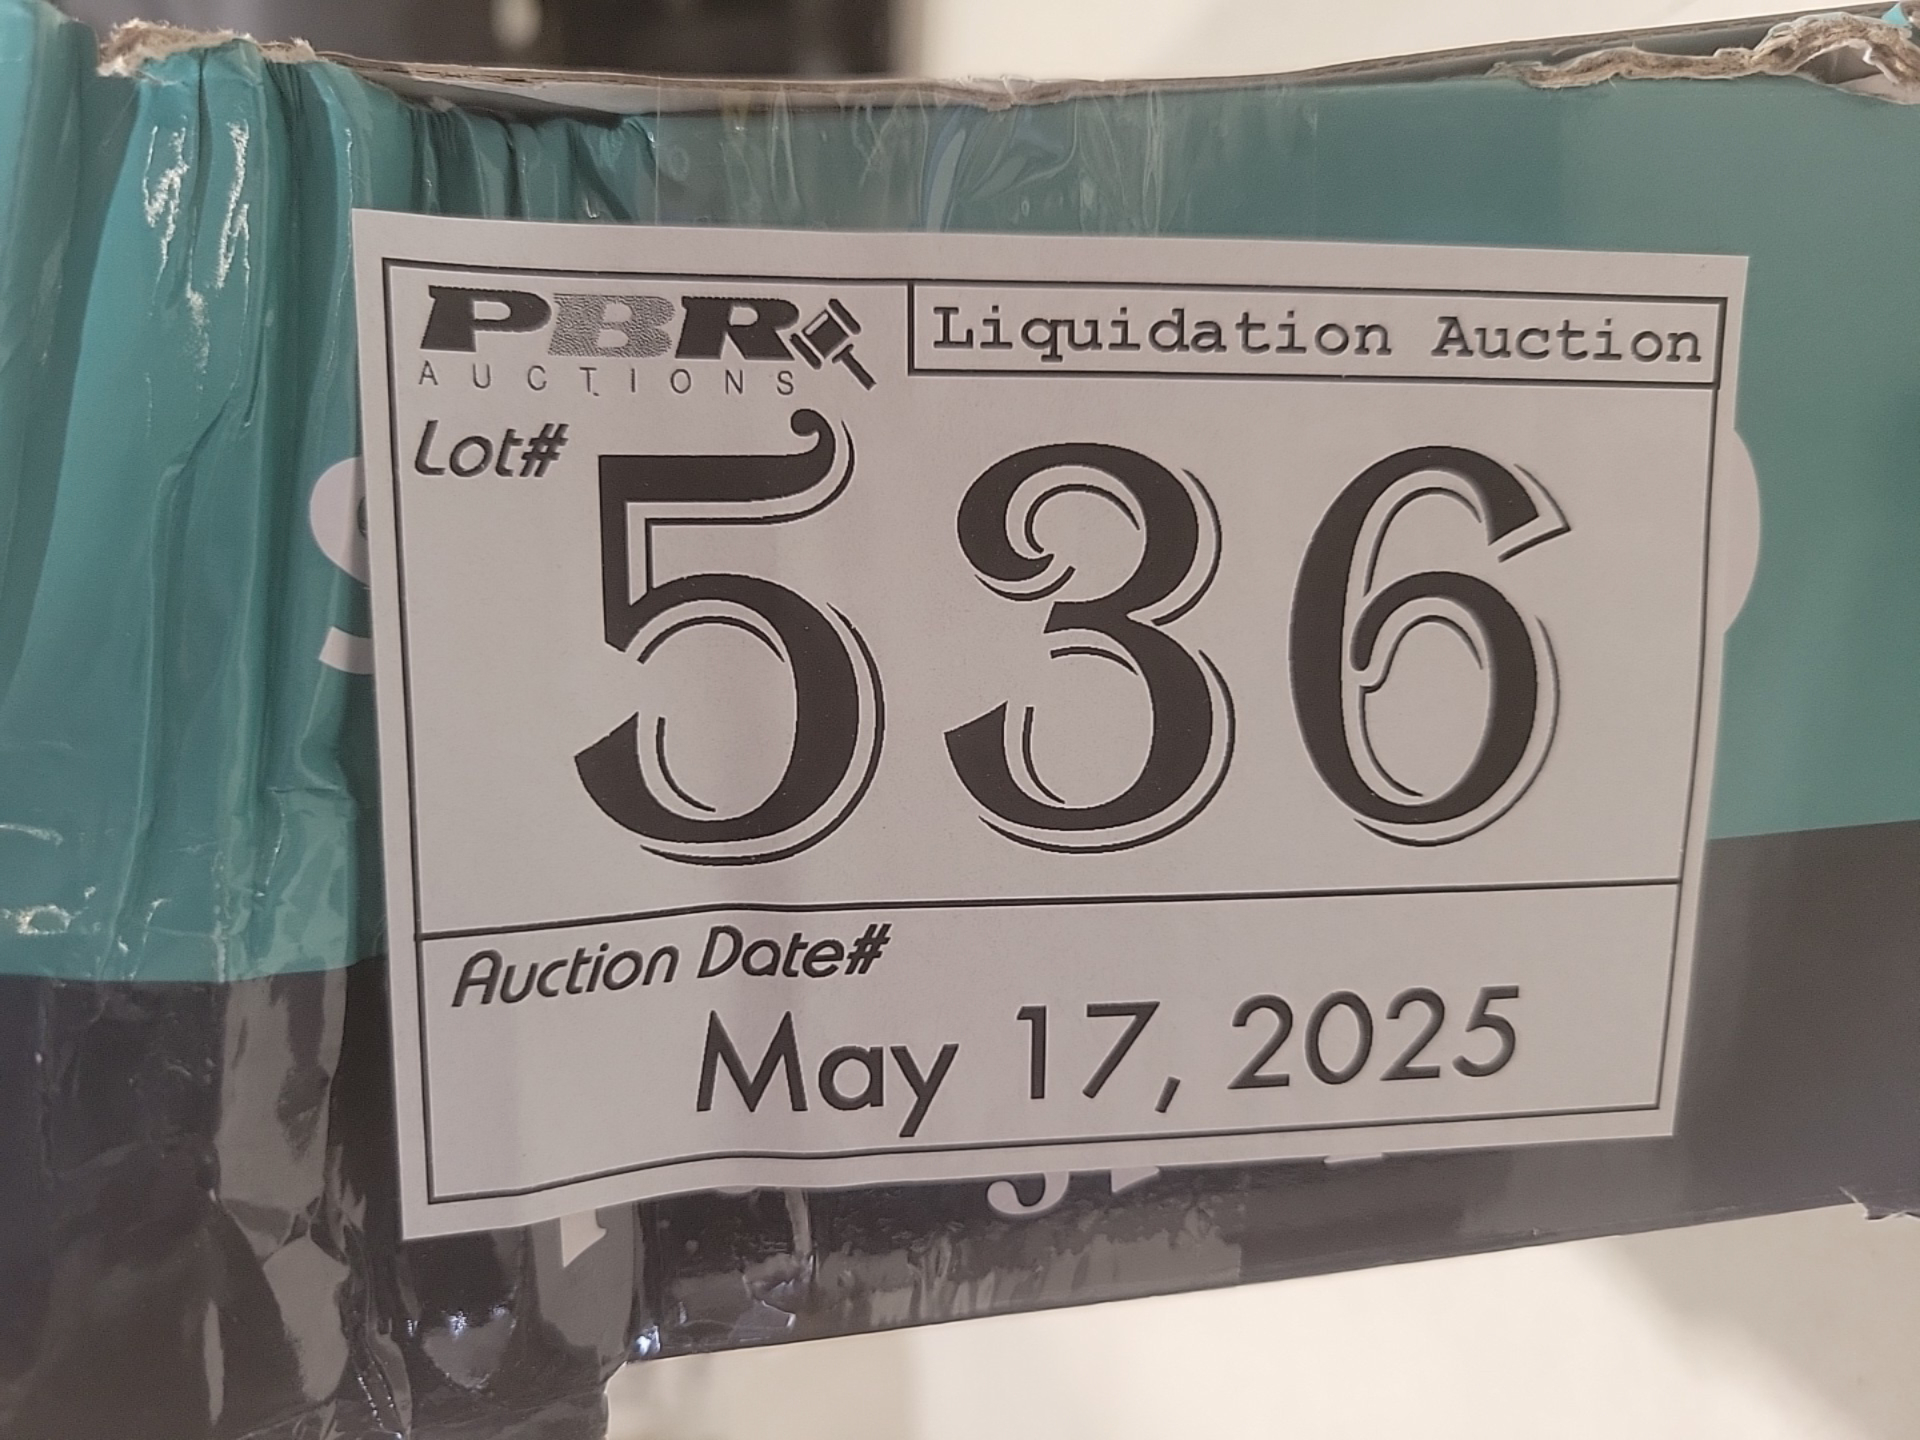 PBR
AUCTIONS
Liquidation Auction
Lot#
536
Auction Date#
May 17, 2025